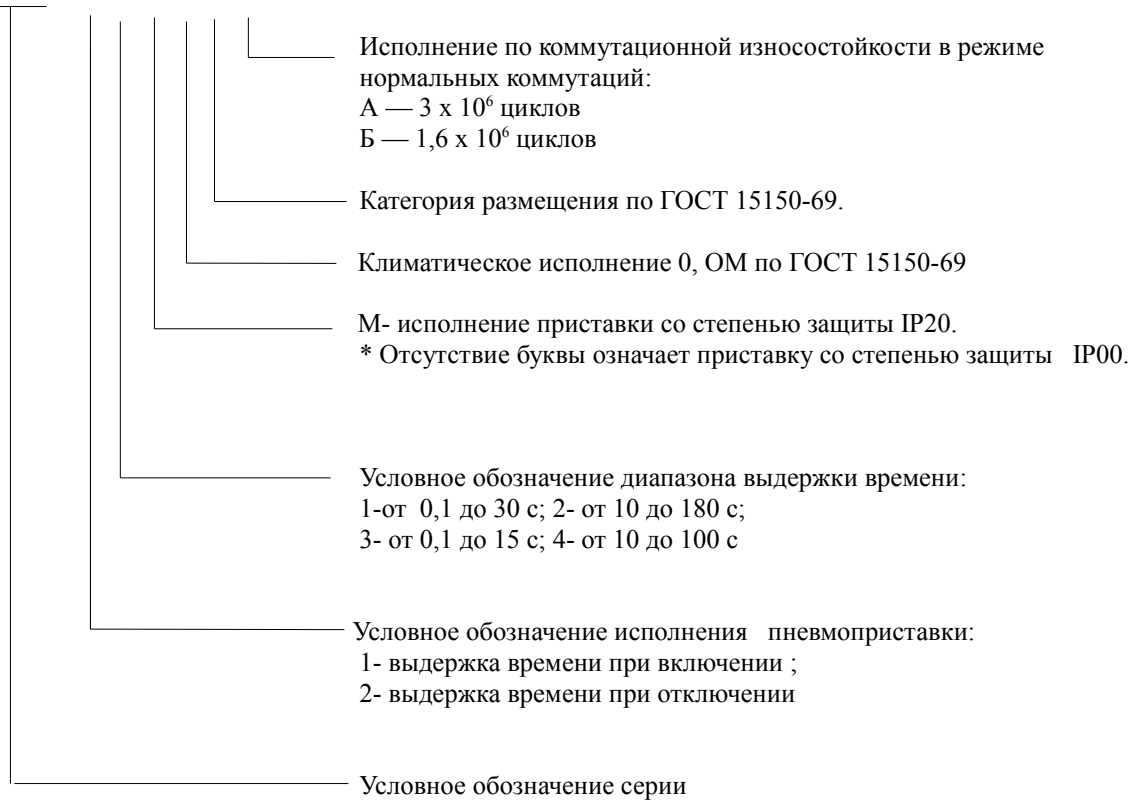 Исполнение по коммутационной износостойкости в режиме
нормальных коммутаций:
А — 3 х 10⁶ циклов
Б — 1,6 х 10⁶ циклов
Категория размещения по ГОСТ 15150-69.
Климатическое исполнение 0, ОМ по ГОСТ 15150-69
М- исполнение приставки со степенью защиты IP20.
* Отсутствие буквы означает приставку со степенью защиты IP00.
Условное обозначение диапазона выдержки времени:
1-от 0,1 до 30 с; 2- от 10 до 180 с;
3- от 0,1 до 15 с; 4- от 10 до 100 с
Условное обозначение исполнения пневмоприставки:
1- выдержка времени при включении ;
2- выдержка времени при отключении
Условное обозначение серии